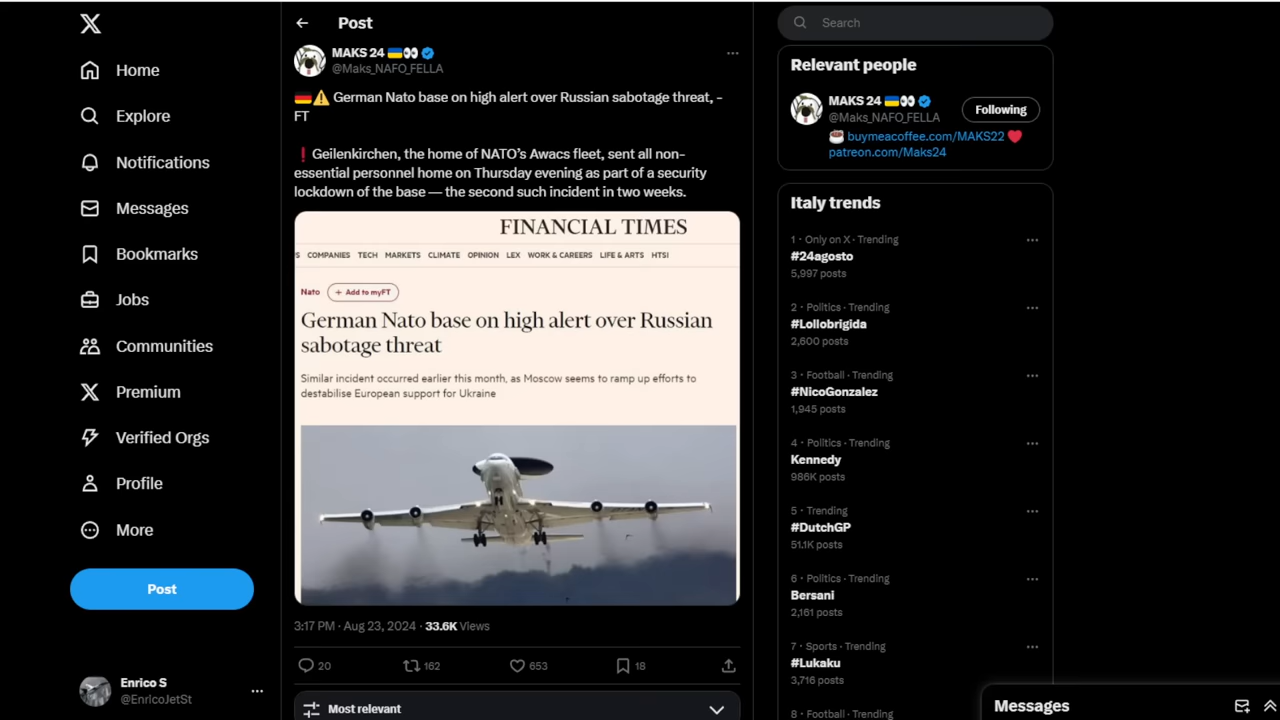 Home
Explore
Notifications
Messages
Bookmarks
Jobs
Communities
Premium
Verified Orgs
Profile
More
Post
Enrico S
@EnricoJetSt
Post
MAKS 24 🇺🇦👀
@Maks_NAFO_FELLA
🇩🇪⚠️ German Nato base on high alert over Russian sabotage threat, -
FT
❗️Geilenkirchen, the home of NATO’s Awacs fleet, sent all non-
essential personnel home on Thursday evening as part of a security
lockdown of the base — the second such incident in two weeks.
FINANCIAL TIMES
S COMPANIES TECH MARKETS CLIMATE OPINION LEX WORK & CAREERS LIFE & ARTS HTSI
Nato + Add to myFT
German Nato base on high alert over Russian
sabotage threat
Similar incident occurred earlier this month, as Moscow seems to ramp up efforts to
destabilise European support for Ukraine
3:17 PM · Aug 23, 2024 · 33.6K Views
20 162 653 18
Most relevant
Search
Relevant people
MAKS 24 🇺🇦👀
@Maks_NAFO_FELLA
Following
☕ buymeacoffee.com/MAKS22 ❤️
patreon.com/Maks24
Italy trends
1 · Only on X · Trending
#24agosto
5,997 posts
2 · Politics · Trending
#Lollobrigida
2,600 posts
3 · Football · Trending
#NicoGonzalez
1,945 posts
4 · Politics · Trending
Kennedy
986K posts
5 · Trending
#DutchGP
51.1K posts
6 · Politics · Trending
Bersani
2,161 posts
7 · Sports · Trending
#Lukaku
3,716 posts
8 · Football · Trending
Messages